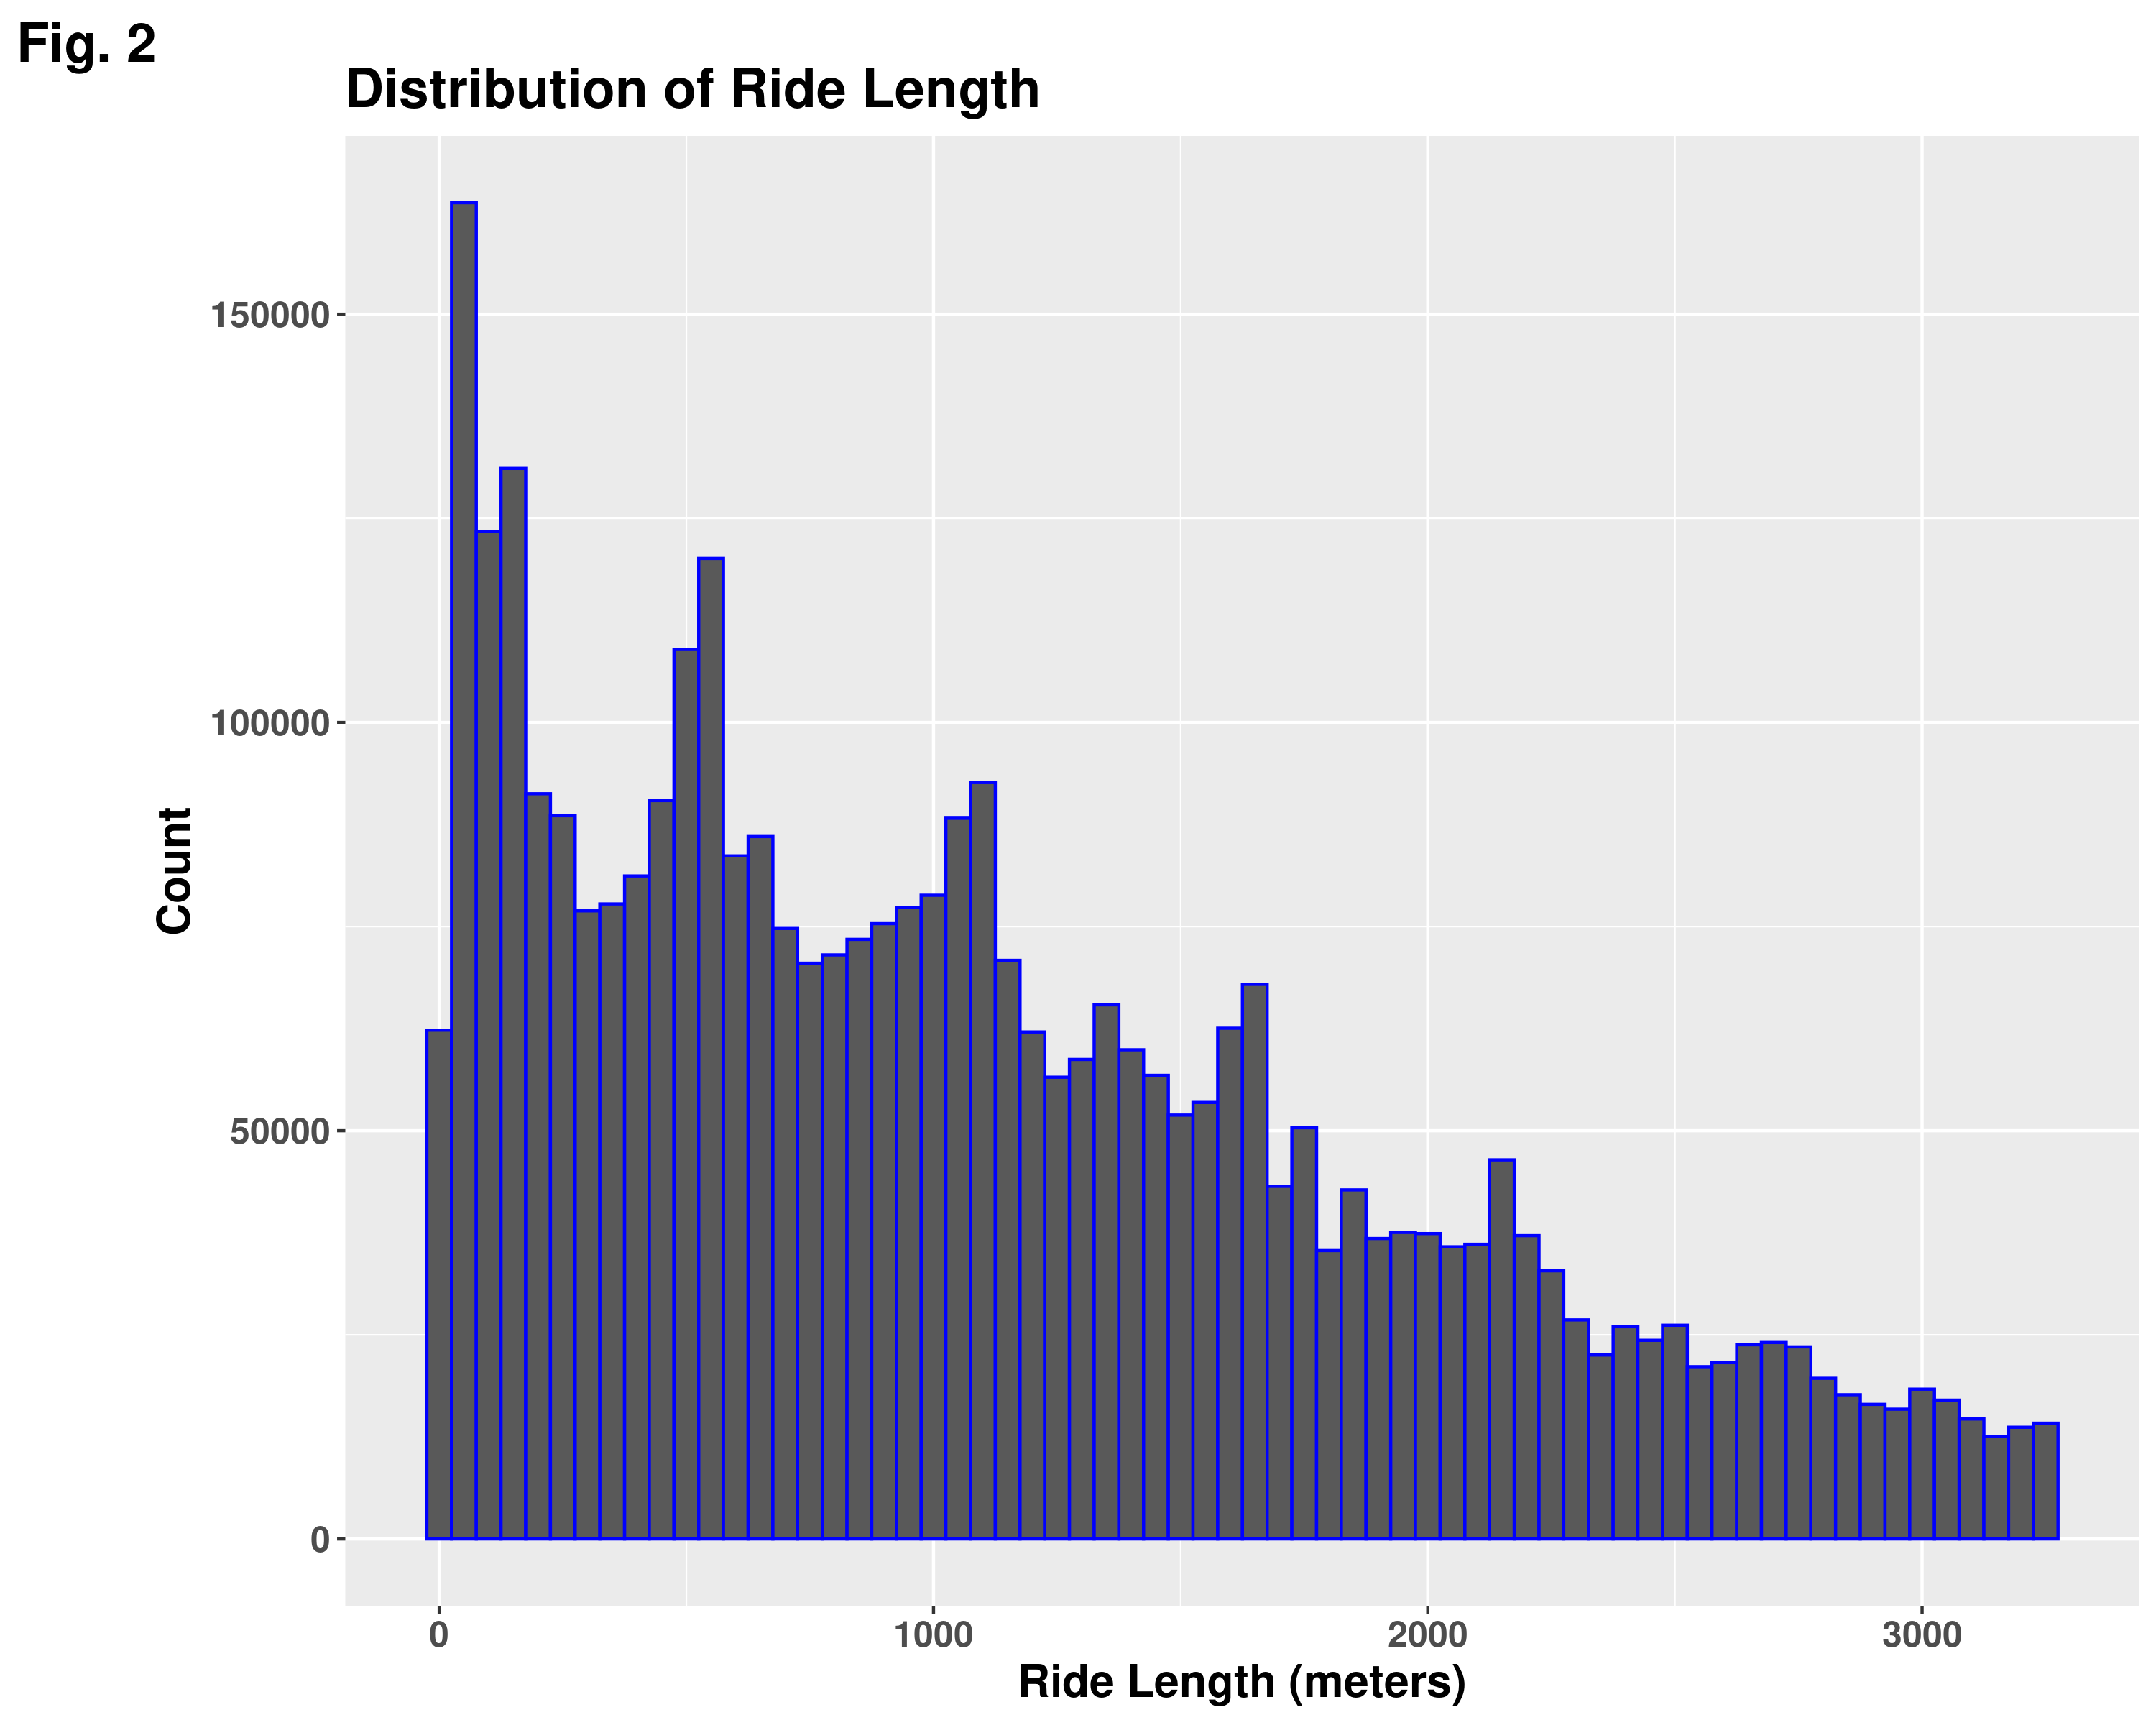 Fig. 2
Distribution of Ride Length
150000
100000
50000
0
Count
0 1000 2000 3000
Ride Length (meters)